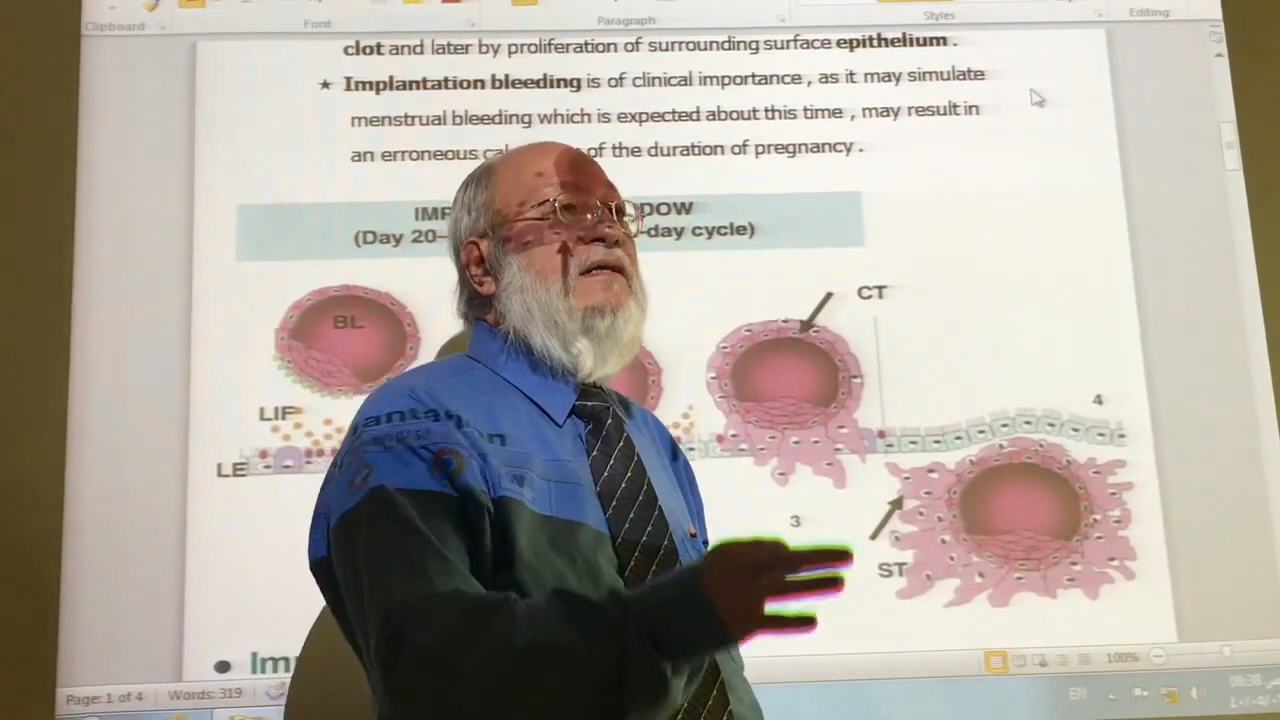 Clipboard Font Paragraph Styles Editing
clot and later by proliferation of surrounding surface epithelium .
★ Implantation bleeding is of clinical importance , as it may simulate
menstrual bleeding which is expected about this time , may result in
an erroneous of the duration of pregnancy .
(Day 20- -day cycle)
CT
BL
4
LIF
LE
3
ST
Page: 1 of 4 Words: 319
100%
EN